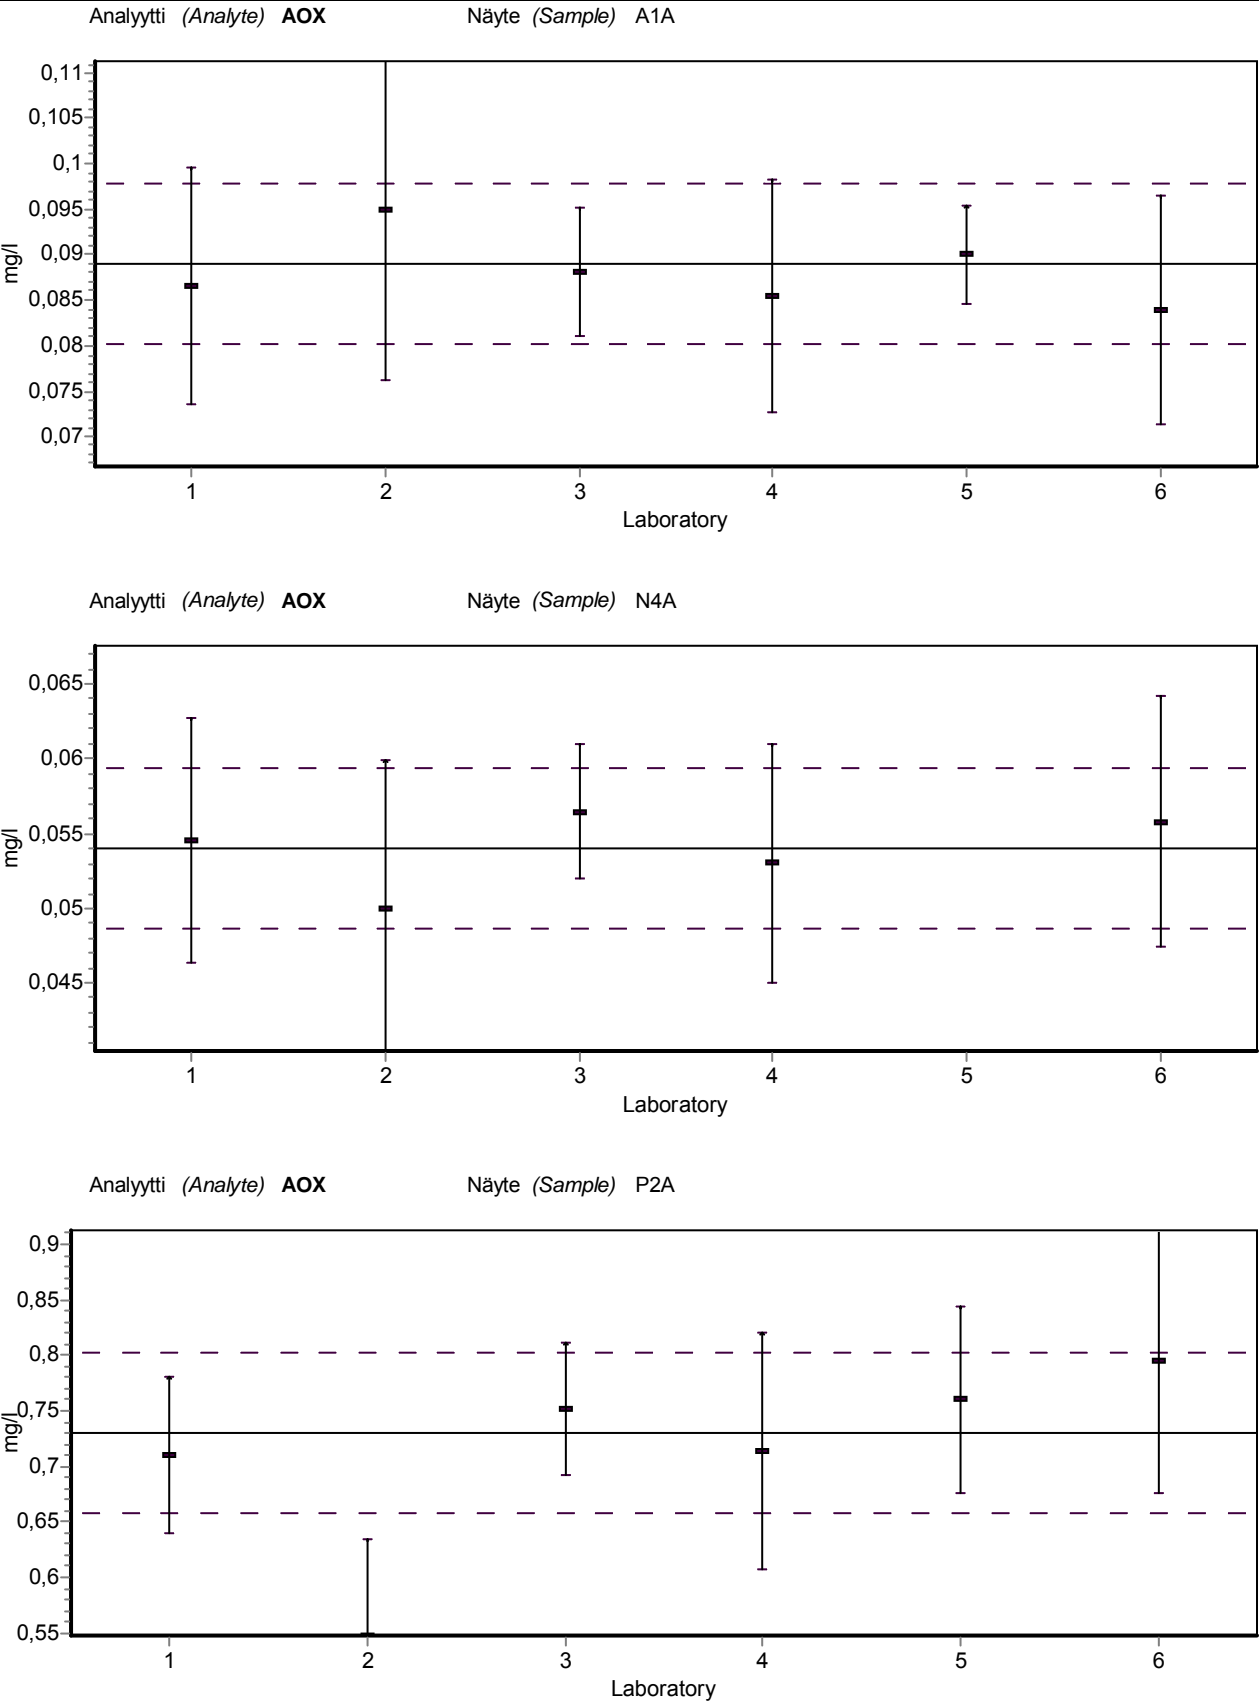 Analyytti (Analyte) AOX Näyte (Sample) A1A
0,11
0,105
0,1
0,095
0,09
0,085
0,08
0,075
0,07
mg/l
1 2 3 4 5 6
Laboratory
Analyytti (Analyte) AOX Näyte (Sample) N4A
0,065
0,06
0,055
0,05
0,045
mg/l
1 2 3 4 5 6
Laboratory
Analyytti (Analyte) AOX Näyte (Sample) P2A
0,9
0,85
0,8
0,75
0,7
0,65
0,6
0,55
mg/l
1 2 3 4 5 6
Laboratory